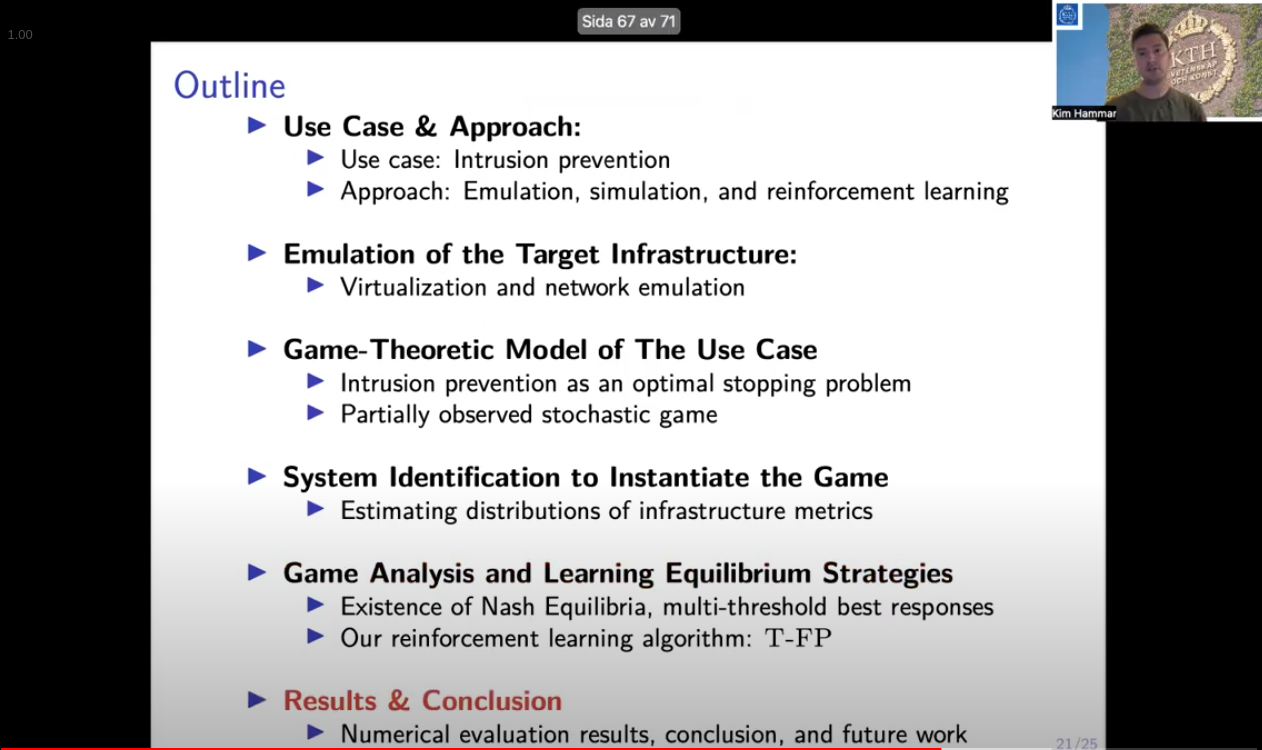 Sida 67 av 71
1.00
KTH
VETENSKAP
OCH KONST
Kim Hammar
Outline
Use Case & Approach:
Use case: Intrusion prevention
Approach: Emulation, simulation, and reinforcement learning
Emulation of the Target Infrastructure:
Virtualization and network emulation
Game-Theoretic Model of The Use Case
Intrusion prevention as an optimal stopping problem
Partially observed stochastic game
System Identification to Instantiate the Game
Estimating distributions of infrastructure metrics
Game Analysis and Learning Equilibrium Strategies
Existence of Nash Equilibria, multi-threshold best responses
Our reinforcement learning algorithm: T-FP
Results & Conclusion
Numerical evaluation results, conclusion, and future work
21/25